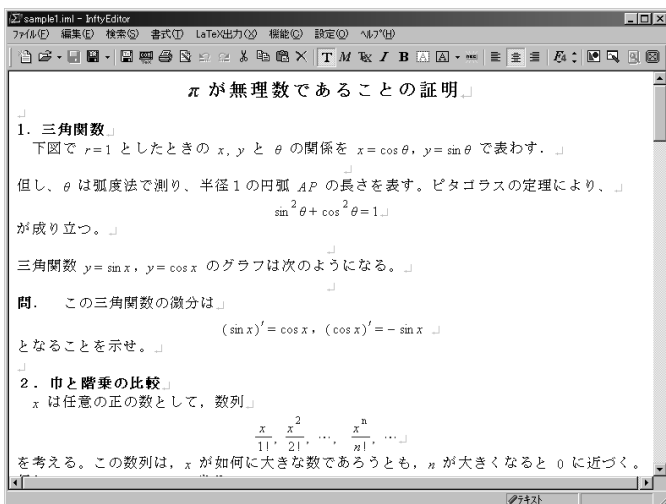 sample1.iml - InftyEditor
ファイル(F) 編集(E) 検索(S) 書式(T) LaTeX出力(V) 機能(C) 設定(O) ヘルプ(H)
T M TeX I B A
π が無理数であることの証明
1. 三角関数
下図で r=1 としたときの x, y と θ の関係を x=cosθ, y=sinθ で表わす.
但し、θ は弧度法で測り、半径1の円弧 AP の長さを表す。ピタゴラスの定理により、
sin²θ+cos²θ=1
が成り立つ。
三角関数 y=sin x, y=cos x のグラフは次のようになる。
問. この三角関数の微分は
(sin x)′=cos x, (cos x)′=−sin x
となることを示せ。
2. 巾と階乗の比較
x は任意の正の数として, 数列
x/1!, x²/2!, …, xⁿ/n!, …
を考える。この数列は, x が如何に大きな数であろうとも, n が大きくなると 0 に近づく。
テキスト